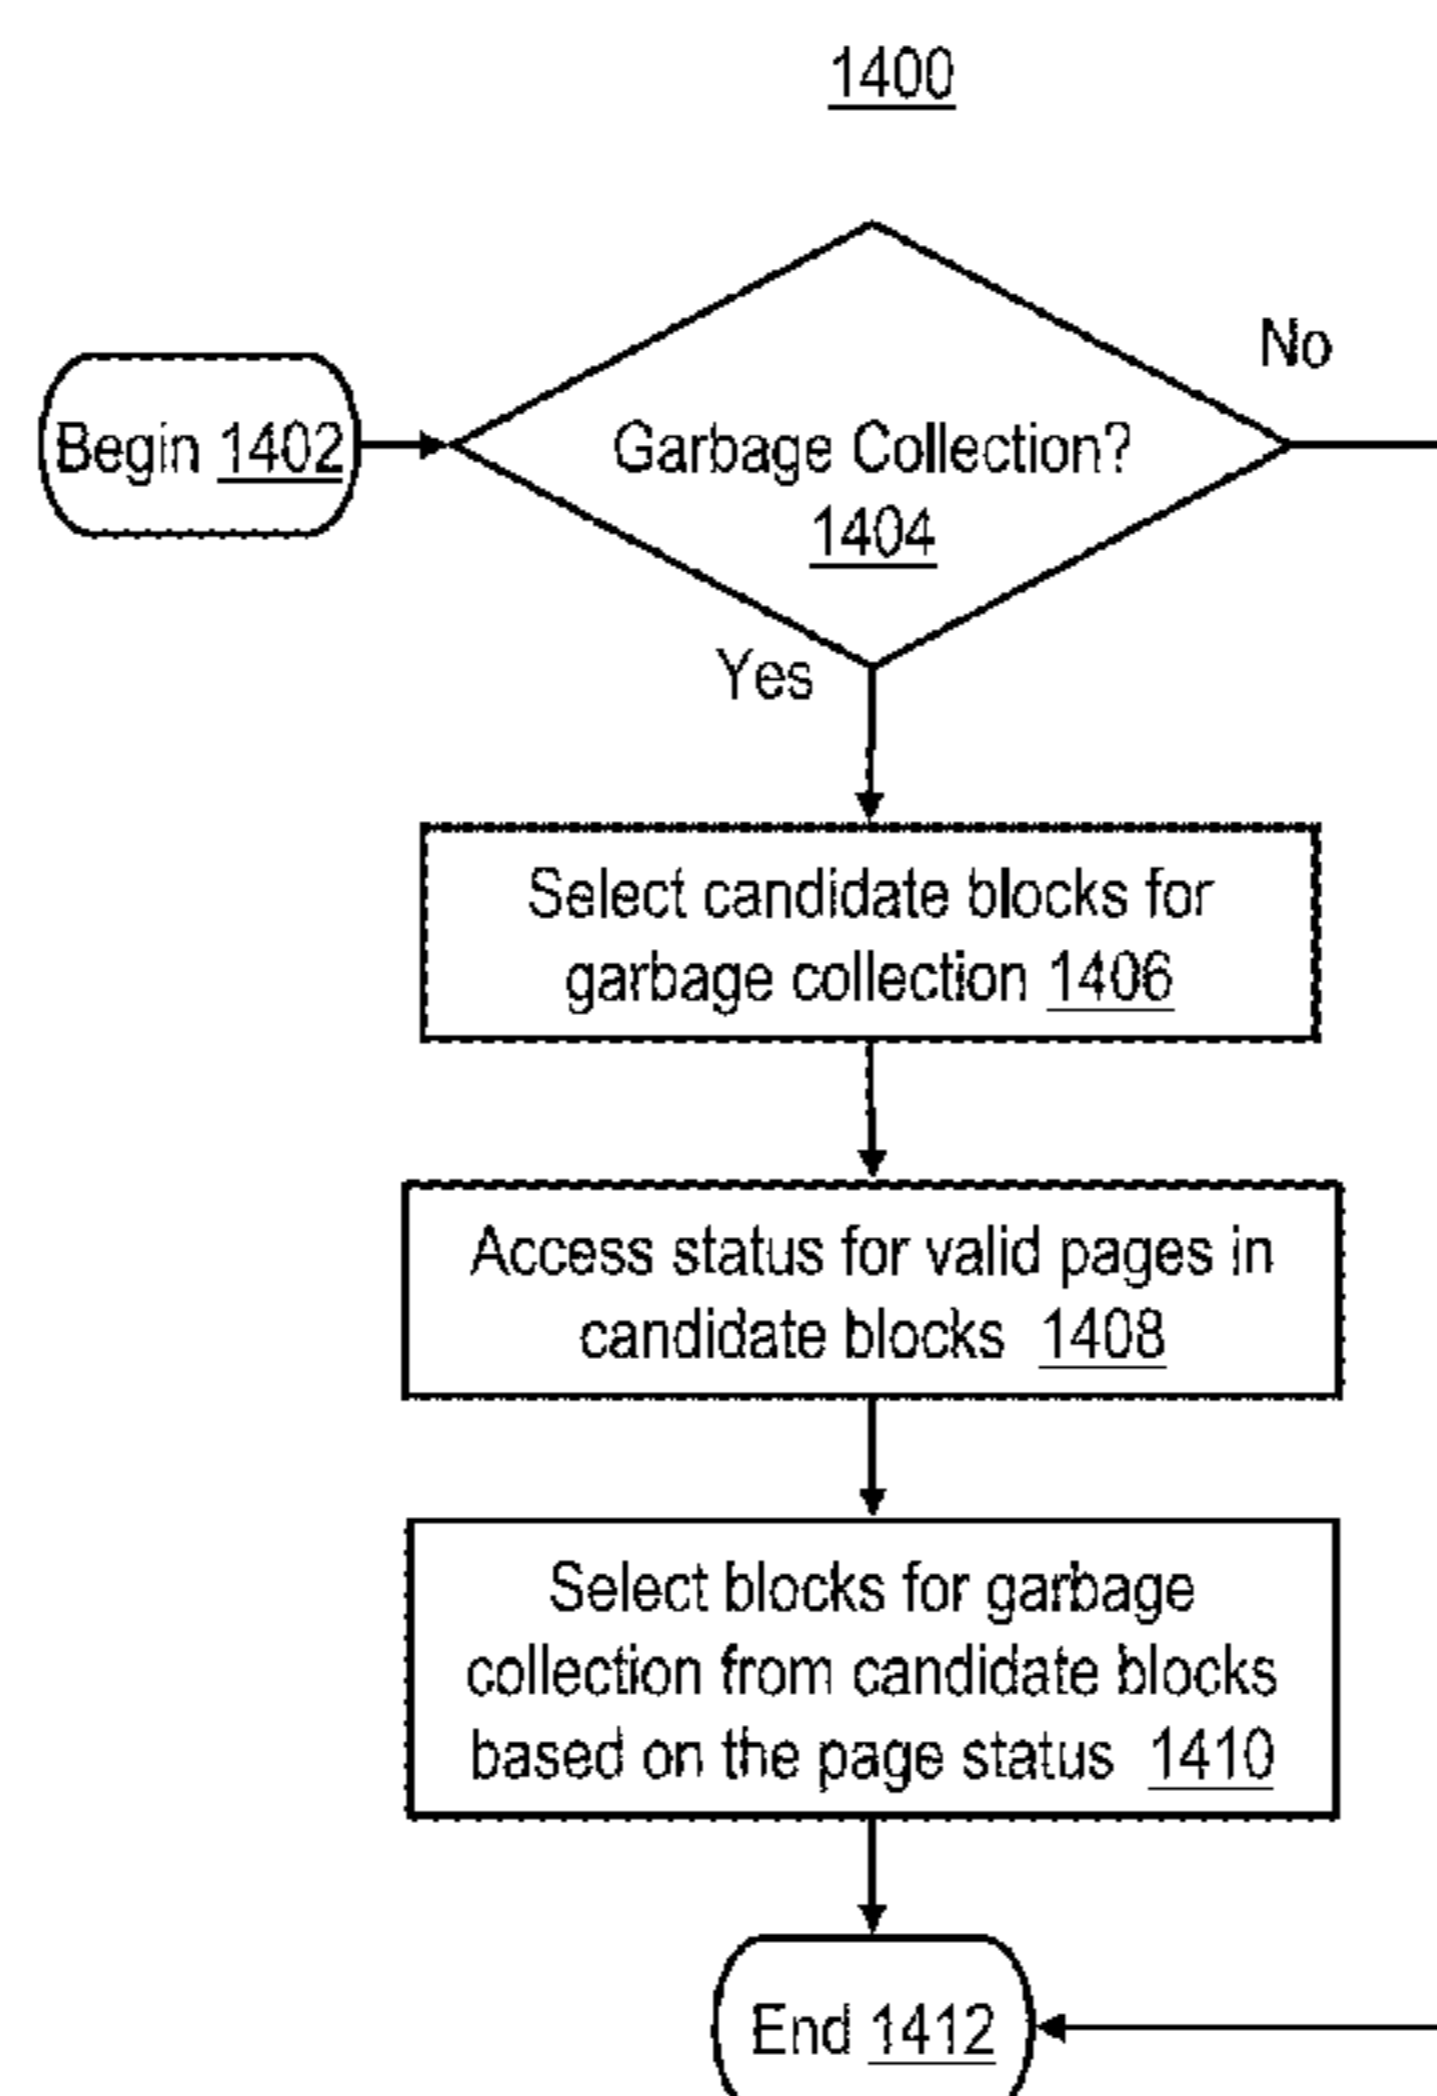 1400
No
Begin 1402
Garbage Collection?
1404
Yes
Select candidate blocks for
garbage collection 1406
Access status for valid pages in
candidate blocks 1408
Select blocks for garbage
collection from candidate blocks
based on the page status 1410
End 1412